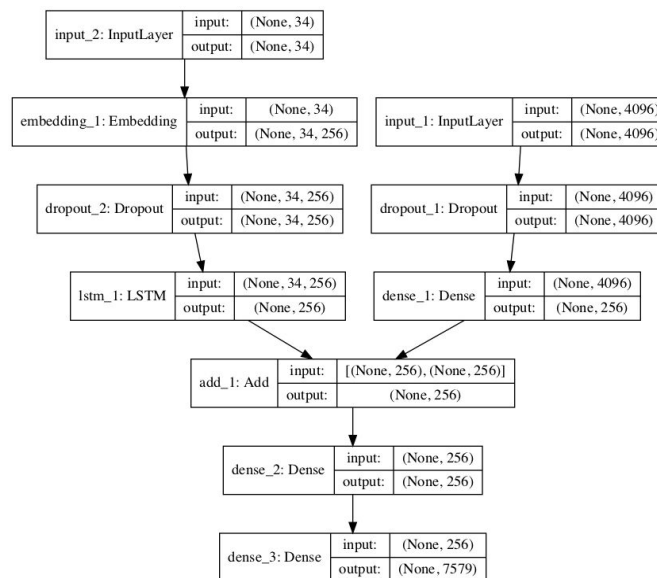 input_2: InputLayer
input: (None, 34)
output: (None, 34)
embedding_1: Embedding
input: (None, 34)
output: (None, 34, 256)
input_1: InputLayer
input: (None, 4096)
output: (None, 4096)
dropout_2: Dropout
input: (None, 34, 256)
output: (None, 34, 256)
dropout_1: Dropout
input: (None, 4096)
output: (None, 4096)
lstm_1: LSTM
input: (None, 34, 256)
output: (None, 256)
dense_1: Dense
input: (None, 4096)
output: (None, 256)
add_1: Add
input: [(None, 256), (None, 256)]
output: (None, 256)
dense_2: Dense
input: (None, 256)
output: (None, 256)
dense_3: Dense
input: (None, 256)
output: (None, 7579)